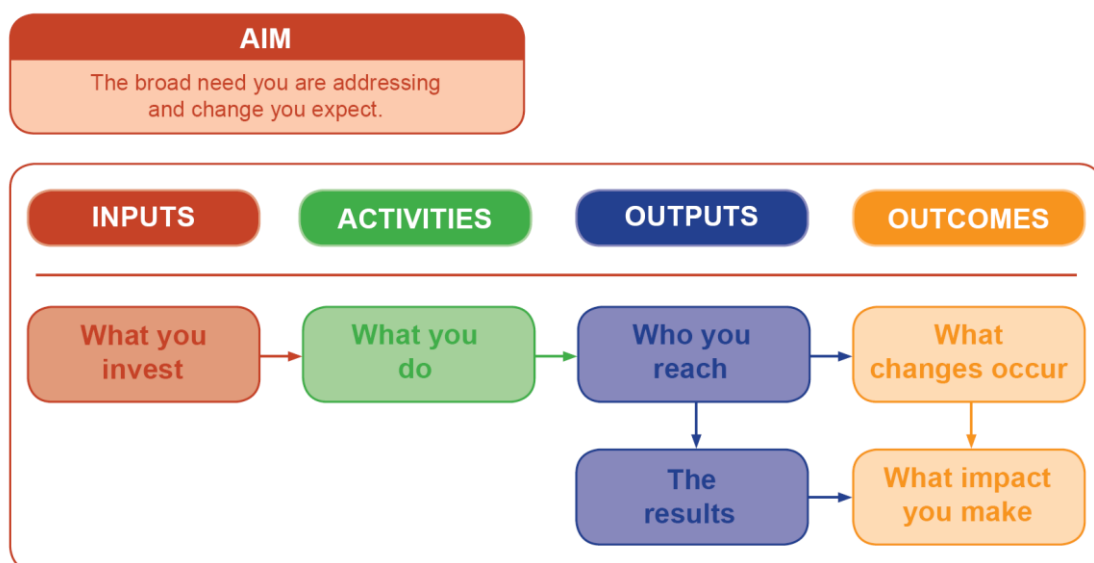 AIM
The broad need you are addressing
and change you expect.
INPUTS
ACTIVITIES
OUTPUTS
OUTCOMES
What you
invest
What you
do
Who you
reach
What
changes occur
The
results
What impact
you make